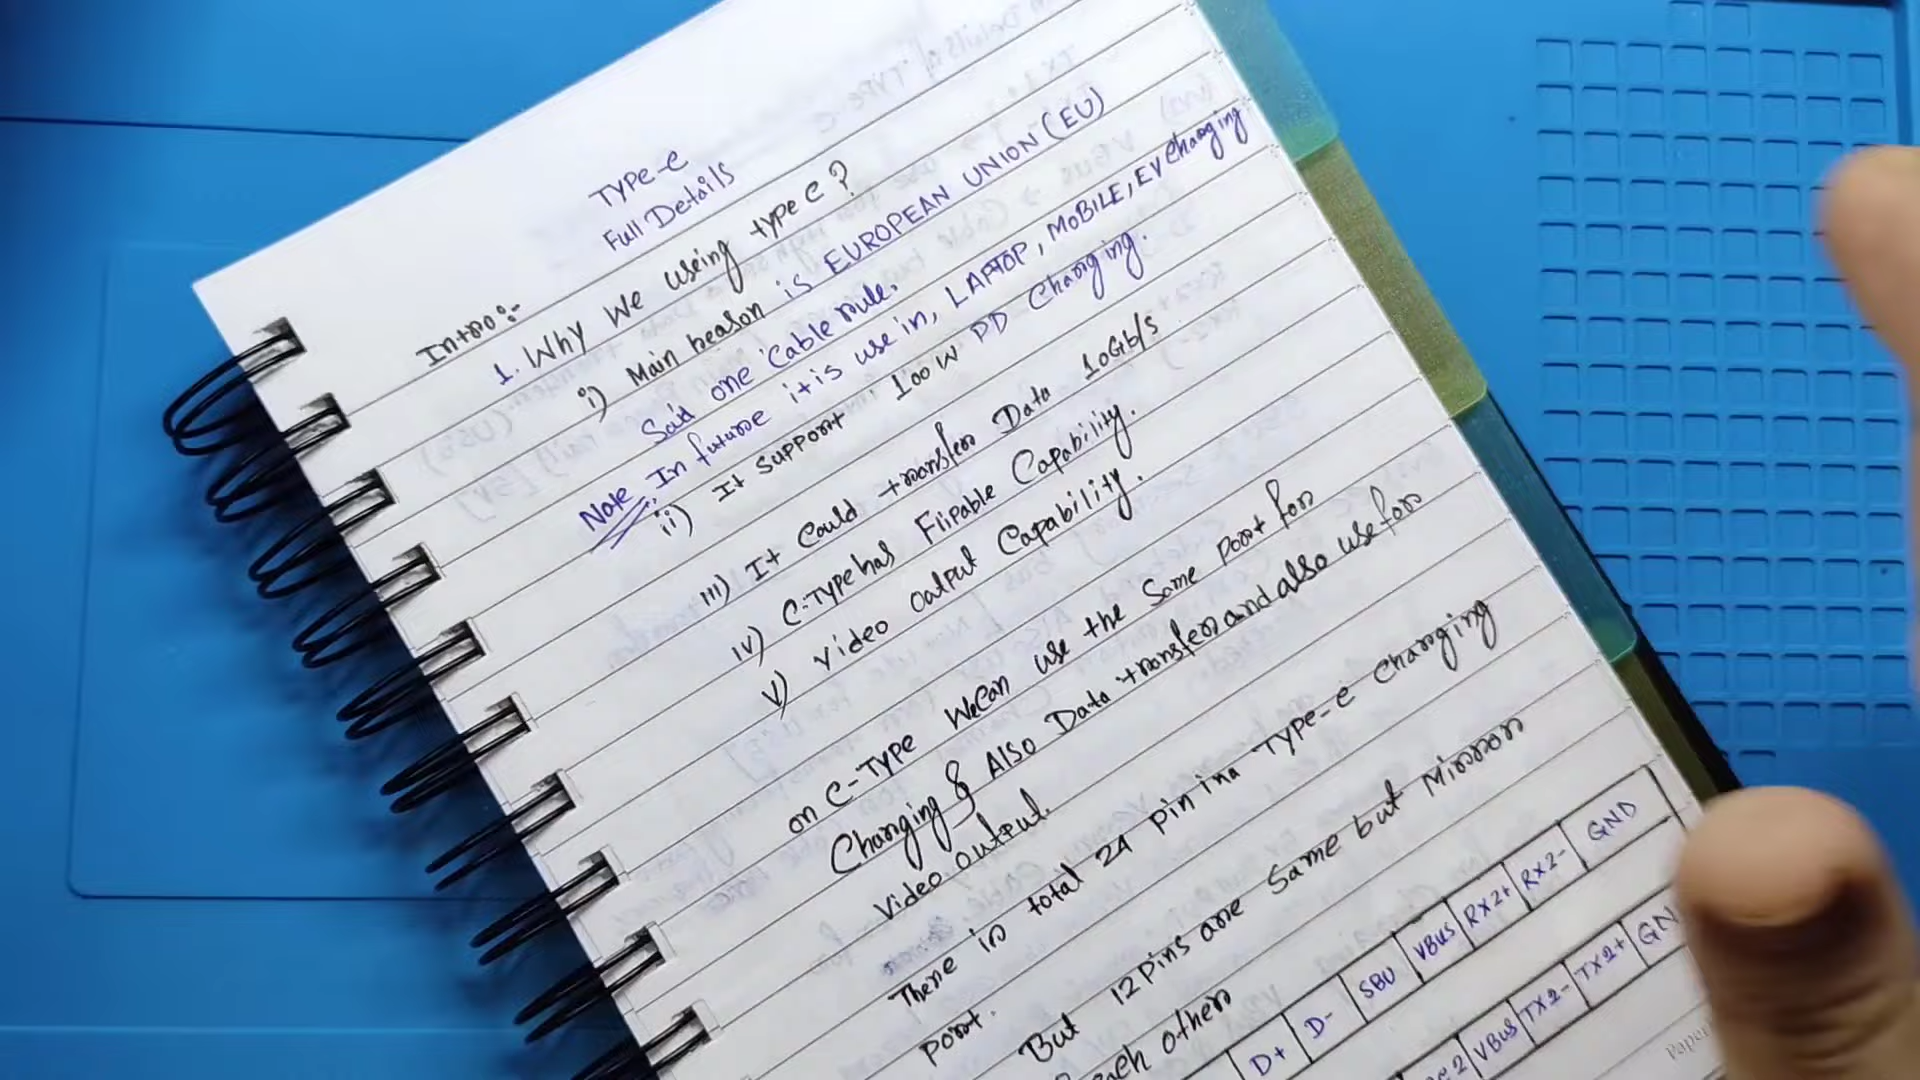 TYPE-C
Full Details
Intro:-
1. Why We useing type C ?
i) Main reason is EUROPEAN UNION (EU)
Said one Cable rule.
Note, In future it is use in, LAPTOP, MOBILE, EV Charging
ii) It support 100W PD Charging.
iii) It Could transfer Data 10Gb/s
iv) C-Type has Flipable Capability.
v) Video Output Capability.
on C-TYPE We Can use the Same Port for
Charging & Also Data transfer and also use for
Video Output.
There is total 24 Pin in a Type-C Charging
Port.
But 12 Pins are Same but Mirror
each other
D+ D- SBU VBUS RX2+ RX2- GND
VBUS TX2- TX2+